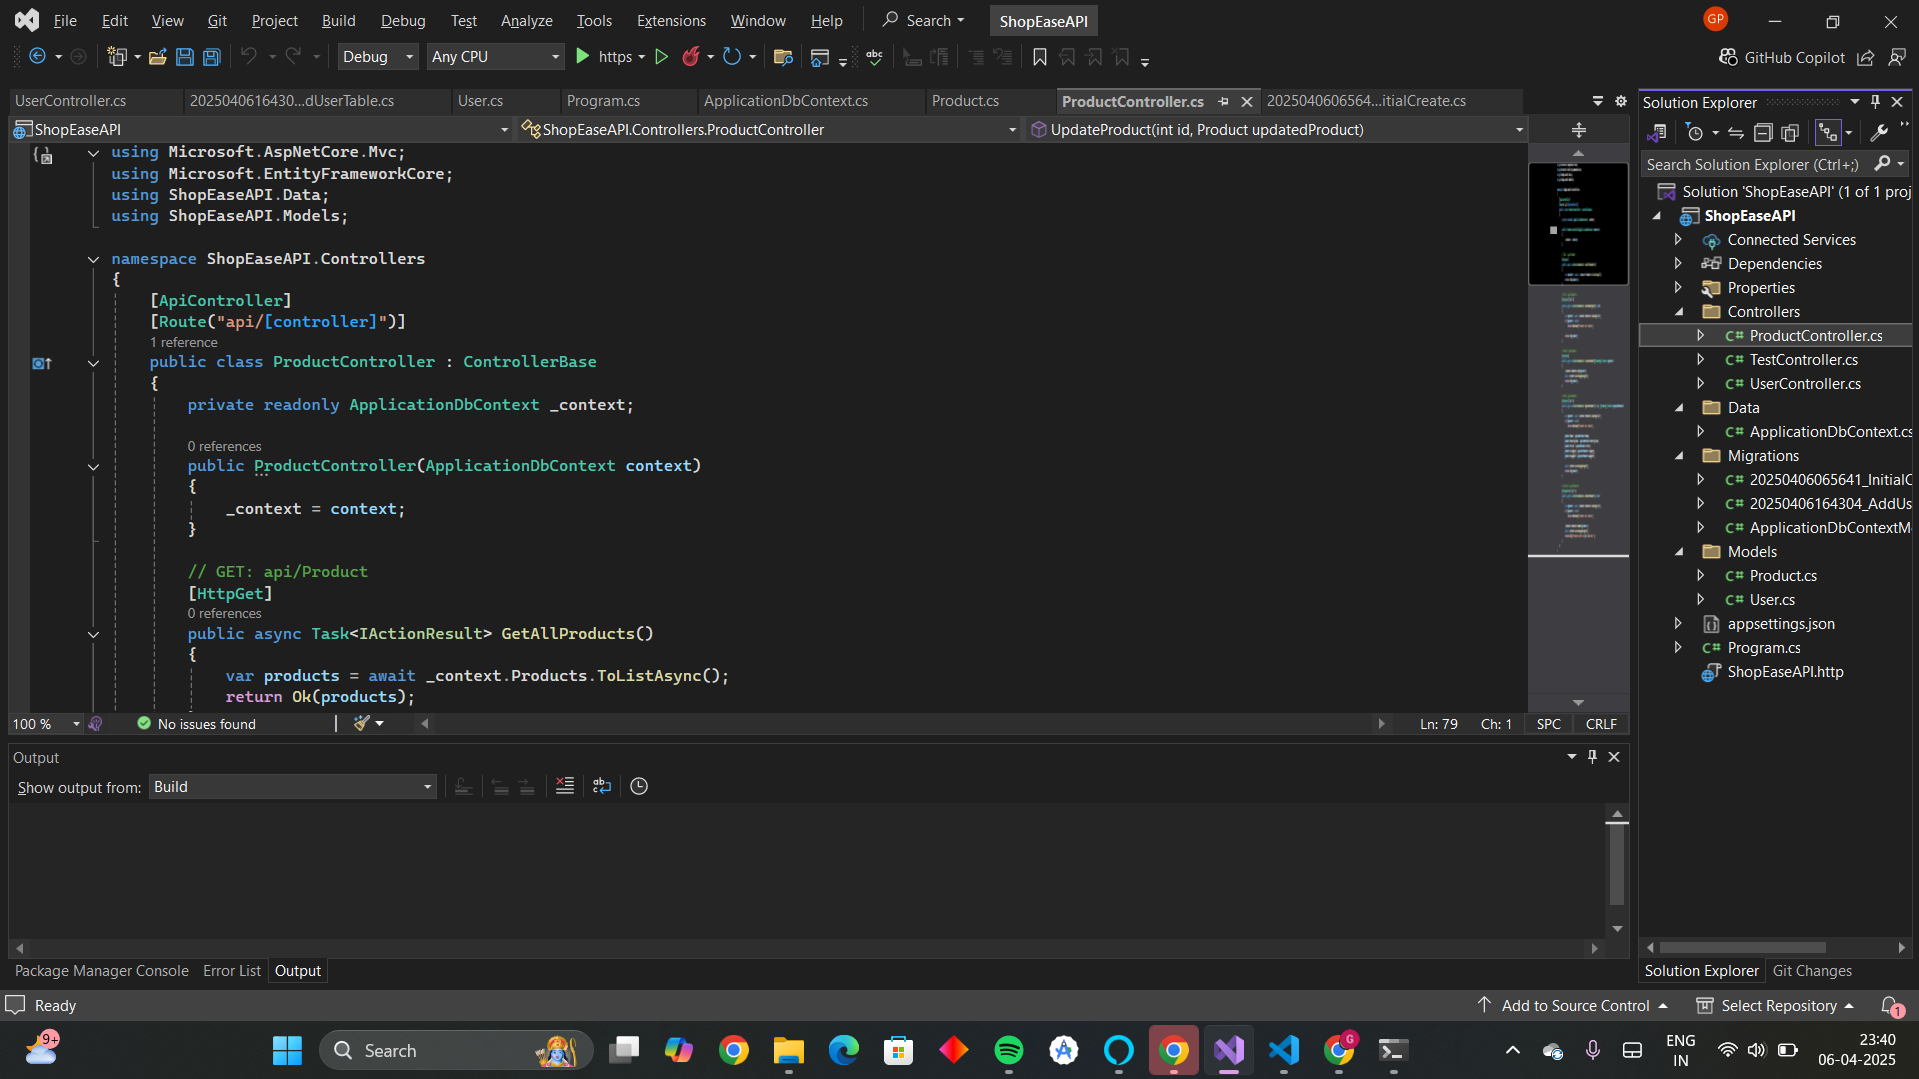 File Edit View Git Project Build Debug Test Analyze Tools Extensions Window Help Search ShopEaseAPI GP
Debug Any CPU https GitHub Copilot
UserController.cs 2025040616430...dUserTable.cs User.cs Program.cs ApplicationDbContext.cs Product.cs ProductController.cs 2025040606564...itialCreate.cs
ShopEaseAPI ShopEaseAPI.Controllers.ProductController UpdateProduct(int id, Product updatedProduct)
using Microsoft.AspNetCore.Mvc;
using Microsoft.EntityFrameworkCore;
using ShopEaseAPI.Data;
using ShopEaseAPI.Models;
namespace ShopEaseAPI.Controllers
{
[ApiController]
[Route("api/[controller]")]
1 reference
public class ProductController : ControllerBase
{
private readonly ApplicationDbContext _context;
0 references
public ProductController(ApplicationDbContext context)
{
_context = context;
}
// GET: api/Product
[HttpGet]
0 references
public async Task<IActionResult> GetAllProducts()
{
var products = await _context.Products.ToListAsync();
return Ok(products);
100 % No issues found Ln: 79 Ch: 1 SPC CRLF
Output
Show output from: Build
Package Manager Console Error List Output
Solution Explorer
Search Solution Explorer (Ctrl+;)
Solution 'ShopEaseAPI' (1 of 1 proj
ShopEaseAPI
Connected Services
Dependencies
Properties
Controllers
C# ProductController.cs
C# TestController.cs
C# UserController.cs
Data
C# ApplicationDbContext.cs
Migrations
C# 20250406065641_InitialC
C# 20250406164304_AddUs
C# ApplicationDbContextM
Models
C# Product.cs
C# User.cs
appsettings.json
C# Program.cs
ShopEaseAPI.http
Solution Explorer Git Changes
Ready Add to Source Control Select Repository 1
9+ Search G ENG IN 23:40 06-04-2025